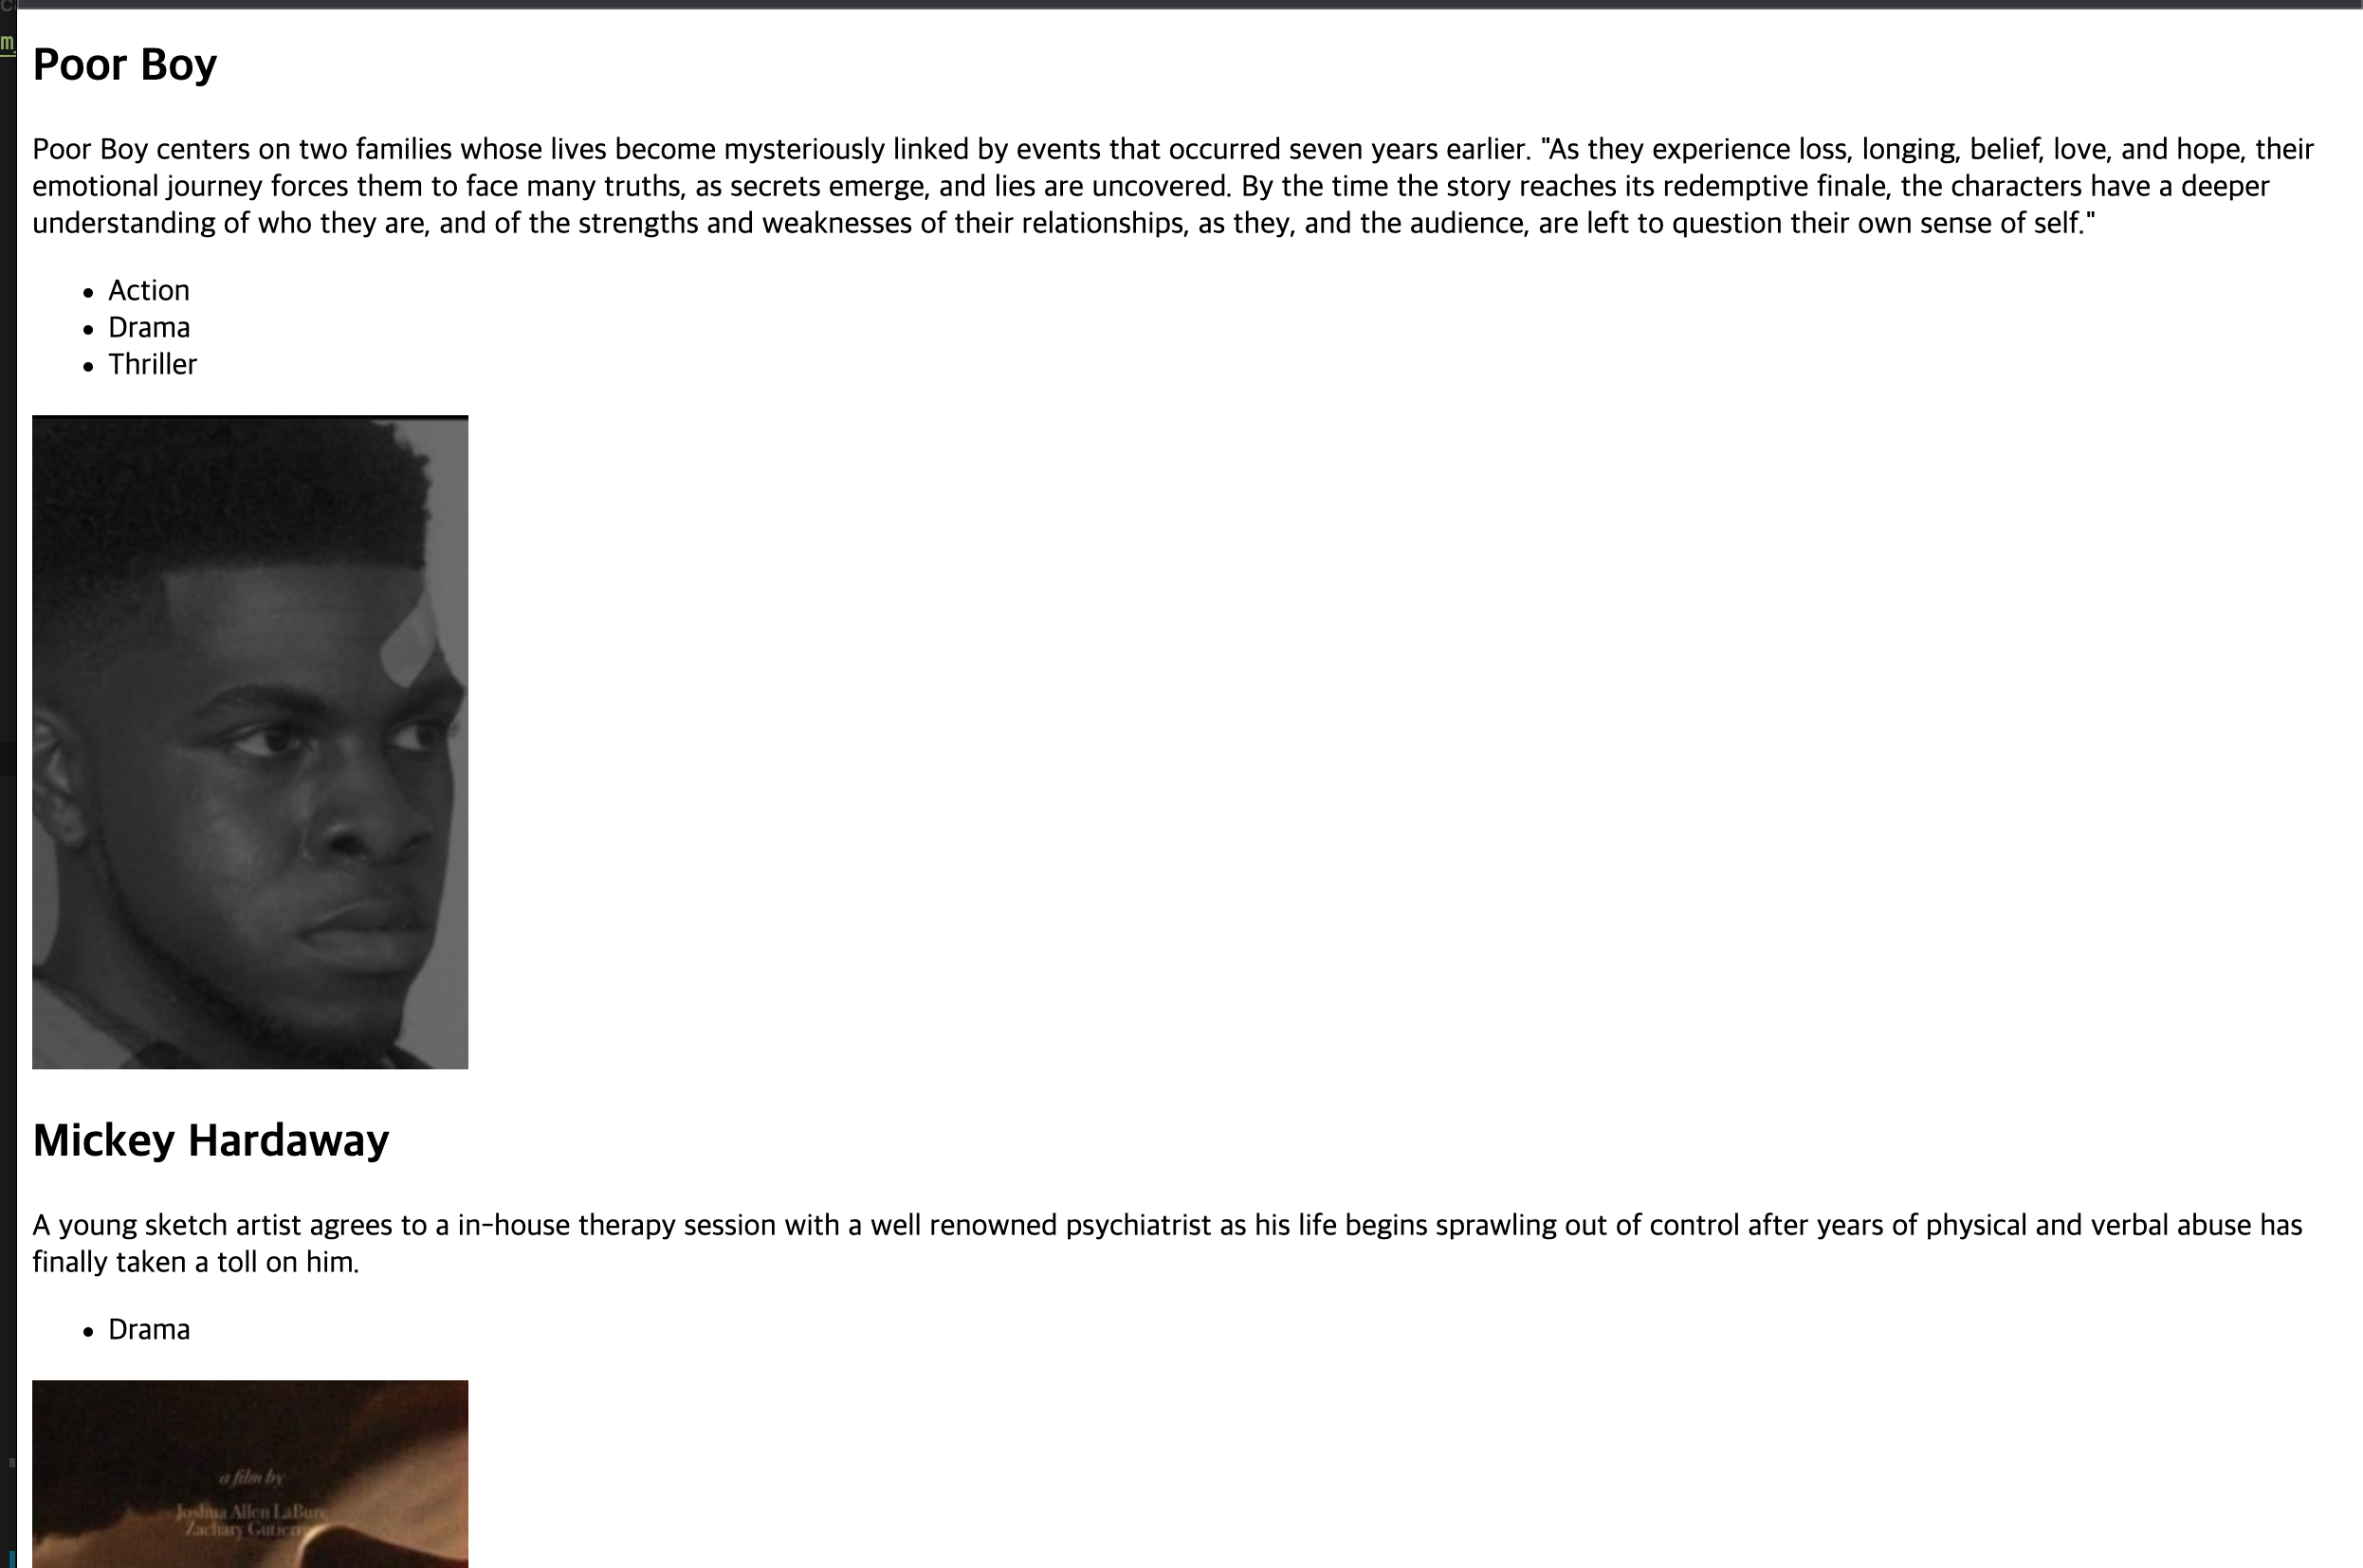 Poor Boy
Poor Boy centers on two families whose lives become mysteriously linked by events that occurred seven years earlier. "As they experience loss, longing, belief, love, and hope, their
emotional journey forces them to face many truths, as secrets emerge, and lies are uncovered. By the time the story reaches its redemptive finale, the characters have a deeper
understanding of who they are, and of the strengths and weaknesses of their relationships, as they, and the audience, are left to question their own sense of self."
• Action
• Drama
• Thriller
Mickey Hardaway
A young sketch artist agrees to a in-house therapy session with a well renowned psychiatrist as his life begins sprawling out of control after years of physical and verbal abuse has
finally taken a toll on him.
• Drama
a film by
Joshua Allen LaBure
Zachary